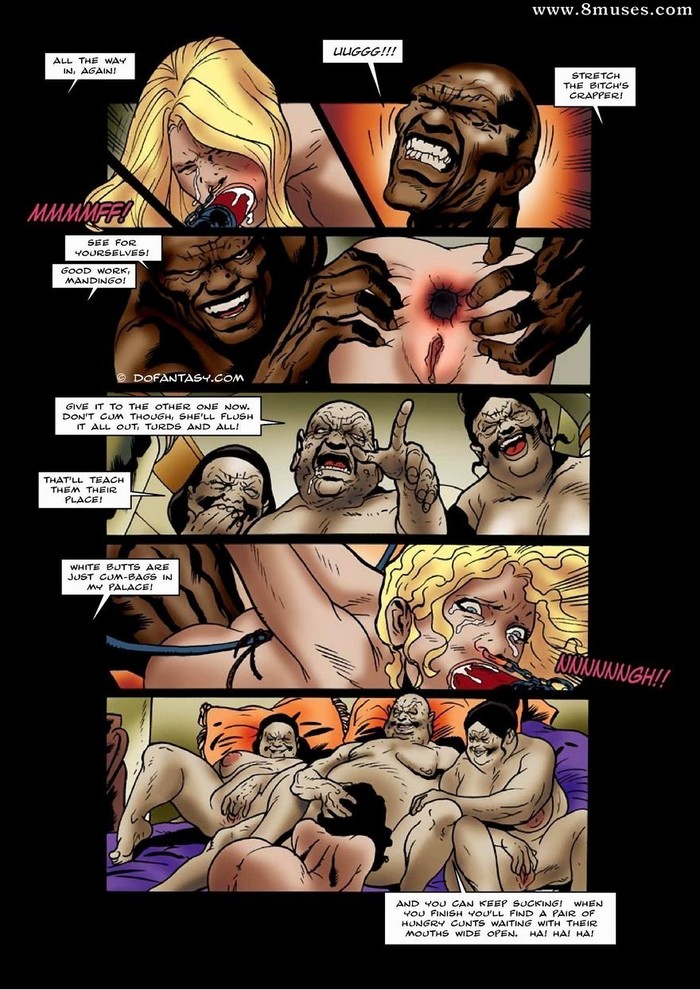 www.8muses.com
ALL THE WAY
IN, AGAIN!
UUGGG!!!
STRETCH
THE BITCH'S
CRAPPER!
MMMMFF!
SEE FOR
YOURSELVES!
GOOD WORK,
MANDINGO!
© DOFANTASY.COM
GIVE IT TO THE OTHER ONE NOW.
DON'T CUM THOUGH, SHE'LL FLUSH
IT ALL OUT, TURDS AND ALL!
THAT'LL TEACH
THEM THEIR
PLACE!
WHITE BUTTS ARE
JUST CUM-BAGS IN
MY PALACE!
NNNNNNGH!!
AND YOU CAN KEEP SUCKING! WHEN
YOU FINISH YOU'LL FIND A PAIR OF
HUNGRY CUNTS WAITING WITH THEIR
MOUTHS WIDE OPEN. HA! HA! HA!